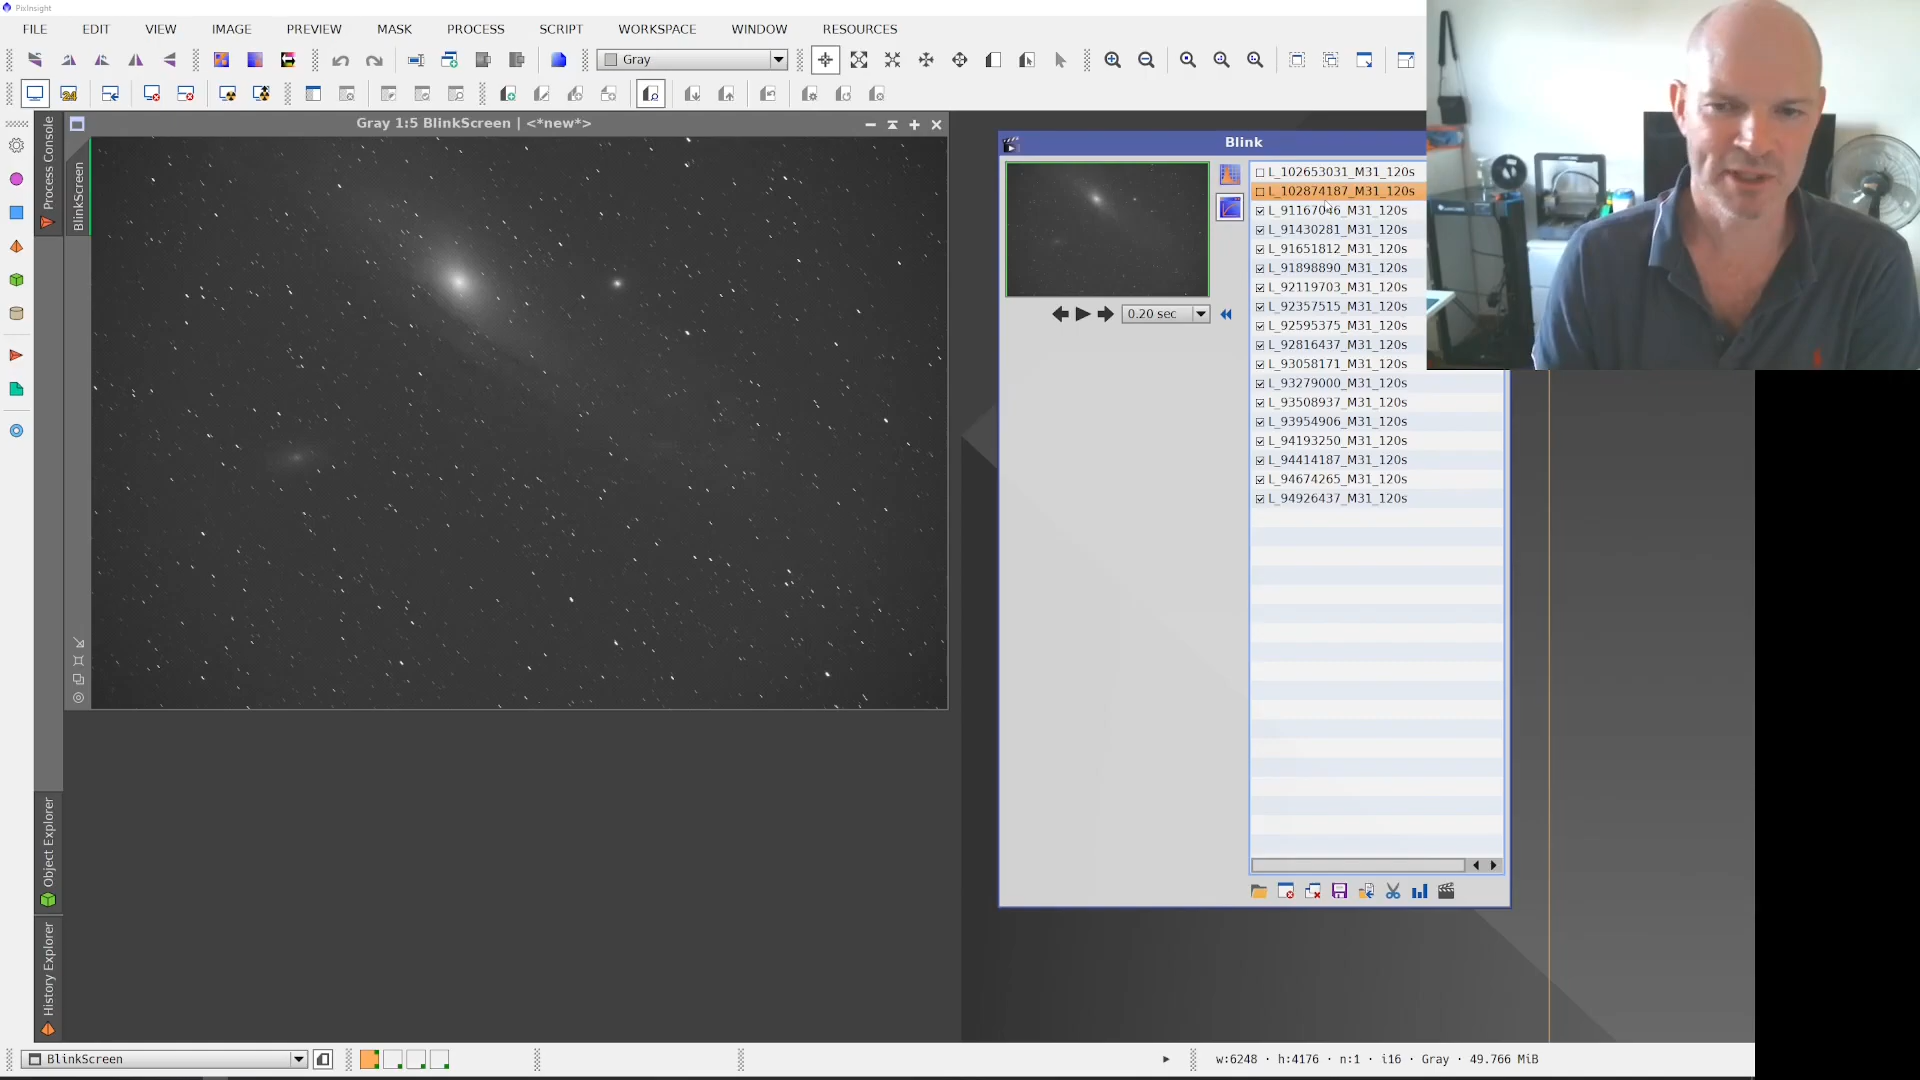 PixInsight
FILE EDIT VIEW IMAGE PREVIEW MASK PROCESS SCRIPT WORKSPACE WINDOW RESOURCES
Gray
Process Console
BlinkScreen
Gray 1:5 BlinkScreen | <*new*>
Blink
L_102653031_M31_120s
L_102874187_M31_120s
L_91167046_M31_120s
L_91430281_M31_120s
L_91651812_M31_120s
L_91898890_M31_120s
L_92119703_M31_120s
L_92357515_M31_120s
0.20 sec
L_92595375_M31_120s
L_92816437_M31_120s
L_93058171_M31_120s
L_93279000_M31_120s
L_93508937_M31_120s
L_93954906_M31_120s
L_94193250_M31_120s
L_94414187_M31_120s
L_94674265_M31_120s
L_94926437_M31_120s
Object Explorer
History Explorer
BlinkScreen
w:6248 · h:4176 · n:1 · i16 · Gray · 49.766 MiB